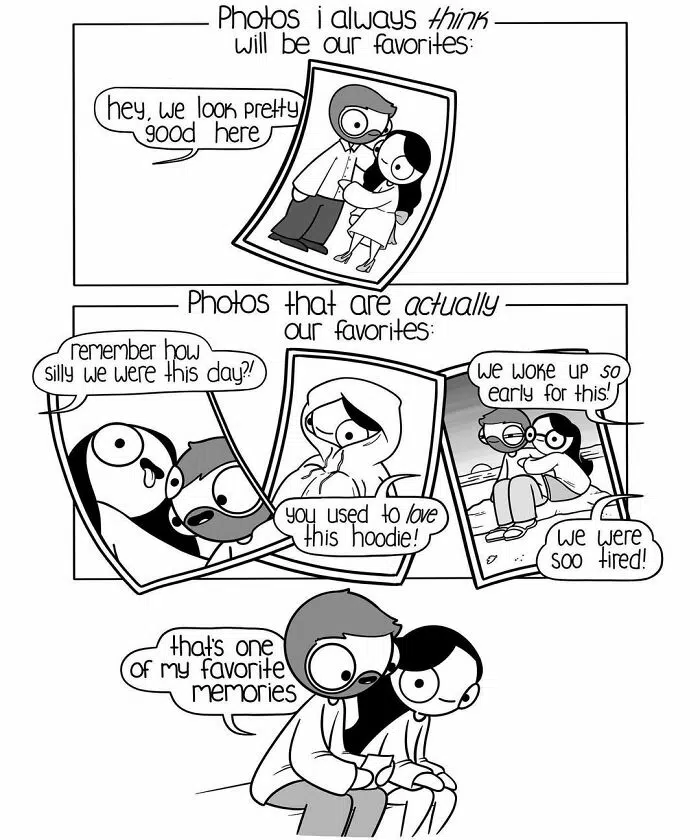 Photos i always think
will be our favorites:
hey, we look pretty
good here
Photos that are actually
our favorites:
remember how
silly we were this day?!
you used to love
this hoodie!
we woke up so
early for this!
we were
soo tired!
that's one
of my favorite
memories